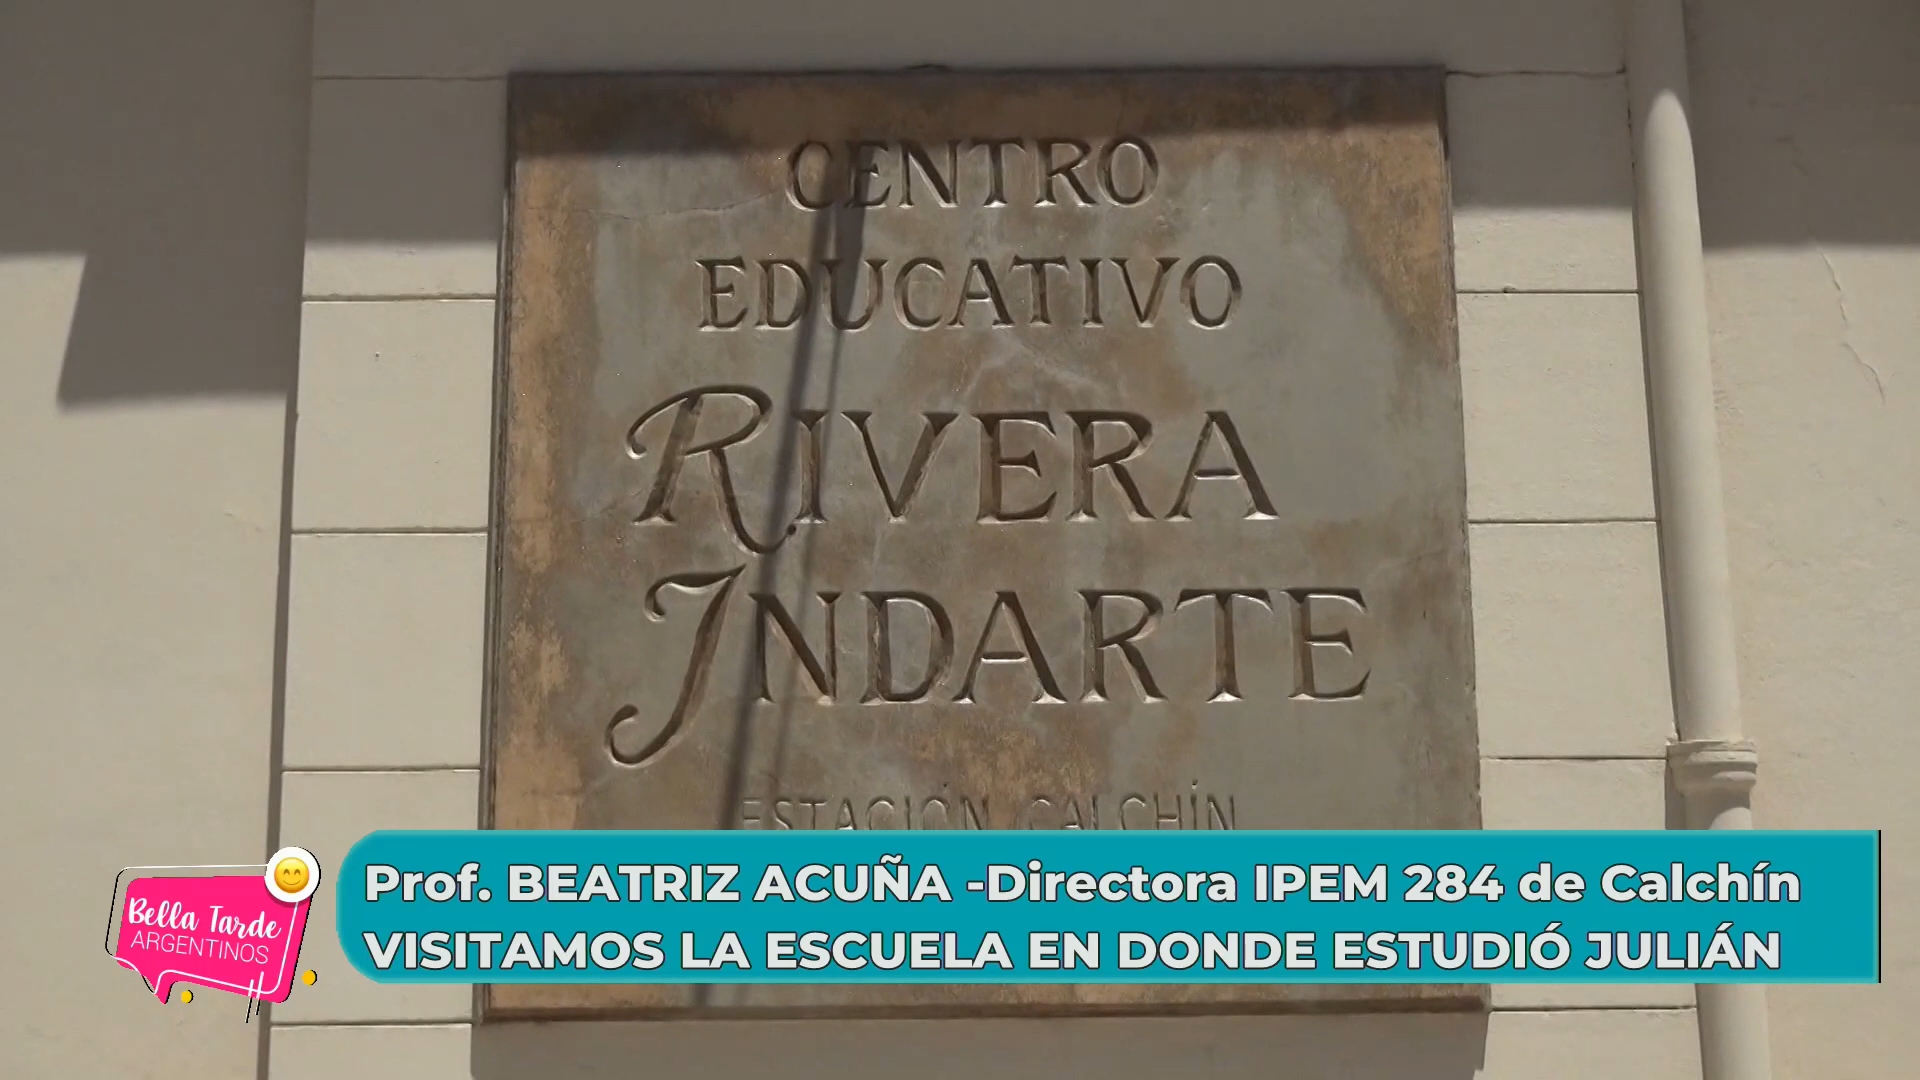 CENTRO
EDUCATIVO
RIVERA
INDARTE
ESTACIÓN CALCHÍN
Prof. BEATRIZ ACUÑA -Directora IPEM 284 de Calchín
VISITAMOS LA ESCUELA EN DONDE ESTUDIÓ JULIÁN
Bella Tarde
ARGENTINOS